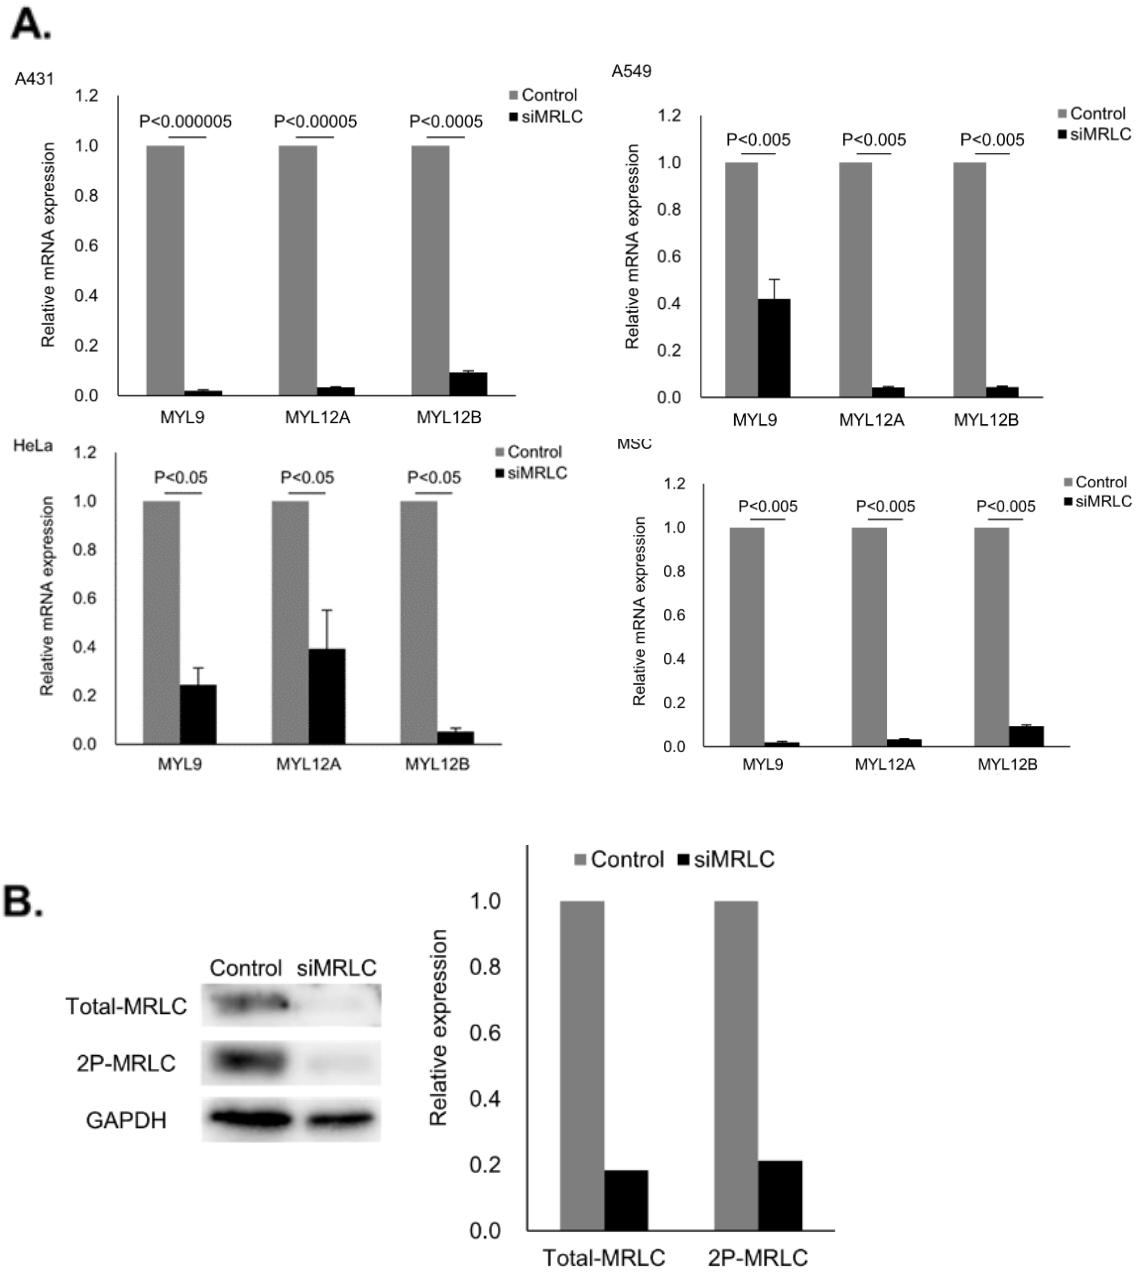 A.
A431
Control
siMRLC
1.2
1.0
0.8
0.6
0.4
0.2
0.0
Relative mRNA expression
P<0.000005 P<0.00005 P<0.0005
MYL9 MYL12A MYL12B
A549
Control
siMRLC
1.2
1.0
0.8
0.6
0.4
0.2
0.0
Relative mRNA expression
P<0.005 P<0.005 P<0.005
MYL9 MYL12A MYL12B
HeLa
Control
siMRLC
1.2
1.0
0.8
0.6
0.4
0.2
0.0
Relative mRNA expression
P<0.05 P<0.05 P<0.05
MYL9 MYL12A MYL12B
MSC
Control
siMRLC
1.2
1.0
0.8
0.6
0.4
0.2
0.0
Relative mRNA expression
P<0.005 P<0.005 P<0.005
MYL9 MYL12A MYL12B
B.
Control siMRLC
Total-MRLC
2P-MRLC
GAPDH
Control siMRLC
1.0
0.8
0.6
0.4
0.2
0.0
Relative expression
Total-MRLC 2P-MRLC